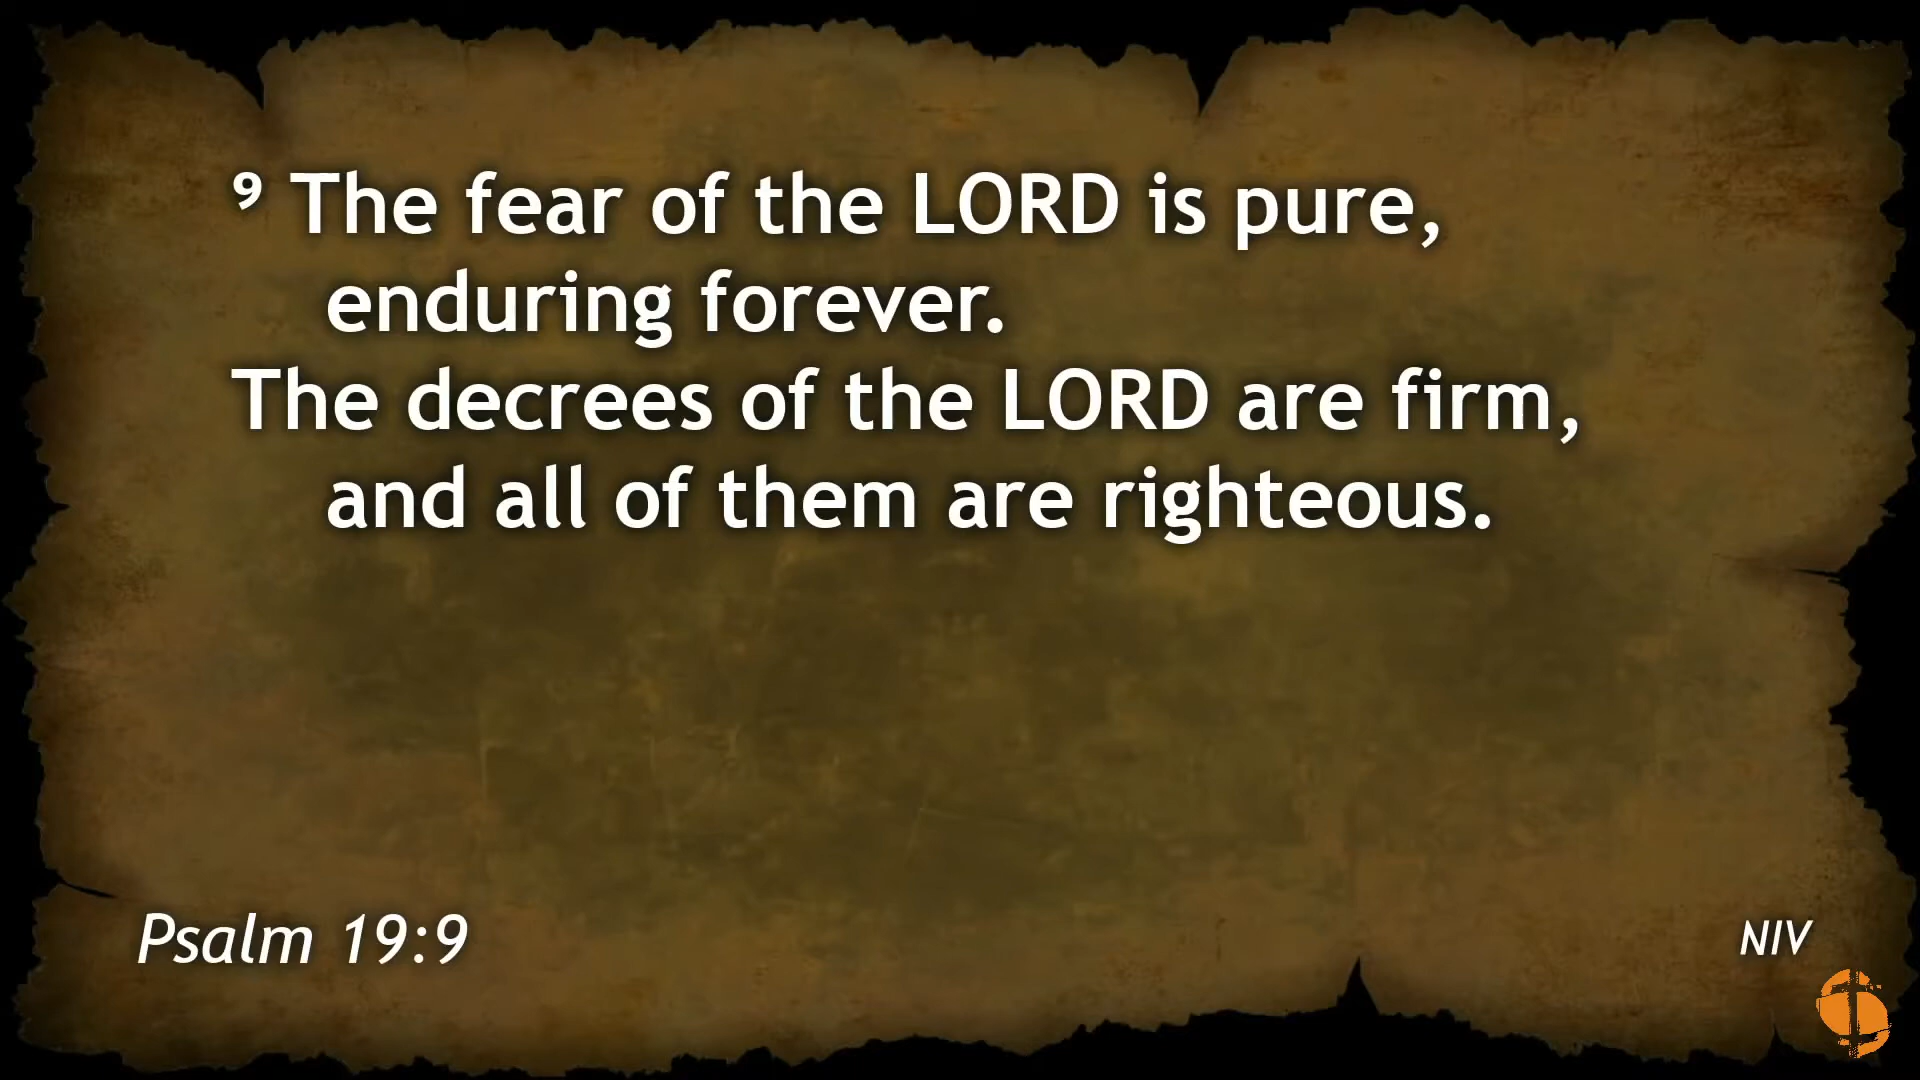 ⁹ The fear of the LORD is pure,
enduring forever.
The decrees of the LORD are firm,
and all of them are righteous.
Psalm 19:9
NIV